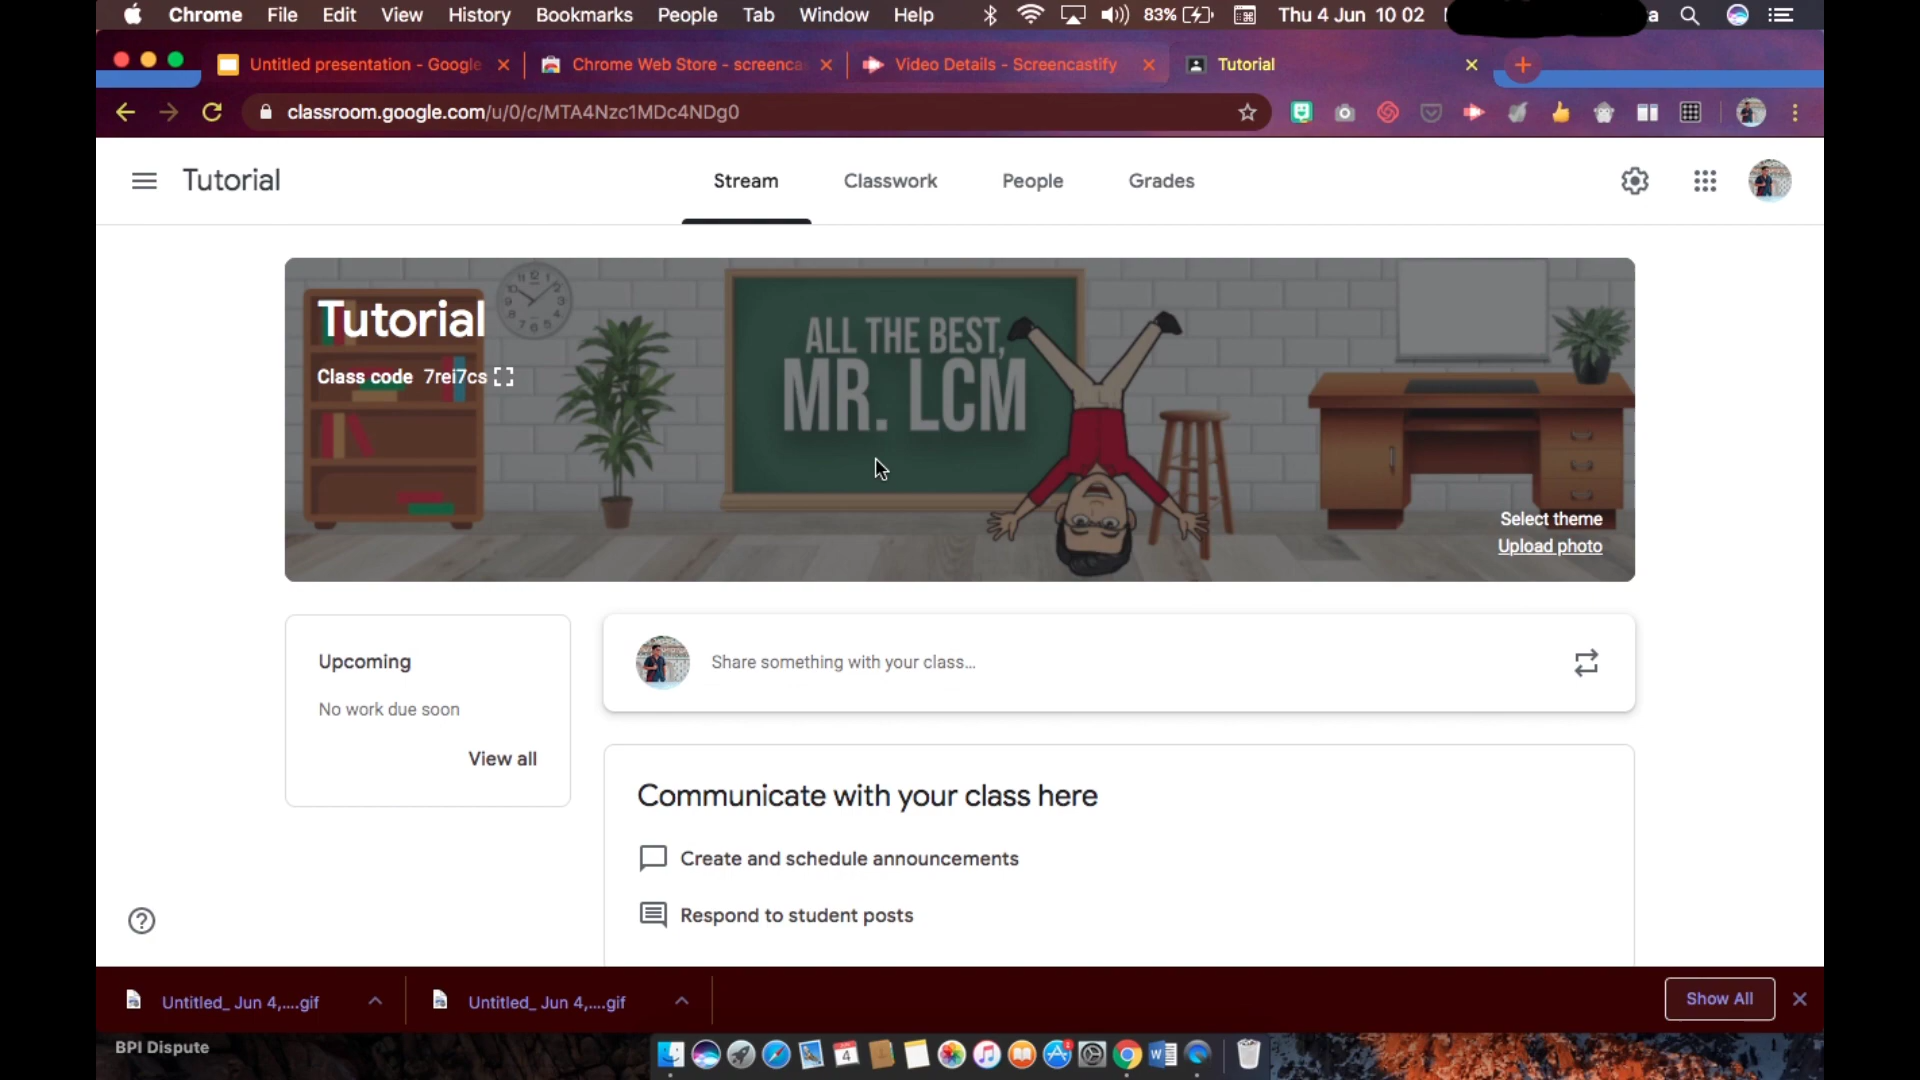 Chrome File Edit View History Bookmarks People Tab Window Help 83% Thu 4 Jun 10 02 a
Untitled presentation - Google
Chrome Web Store - screenca
Video Details - Screencastify
Tutorial
classroom.google.com/u/0/c/MTA4Nzc1MDc4NDg0
Tutorial
Stream
Classwork
People
Grades
Tutorial
Class code 7rei7cs
ALL THE BEST,
MR. LCM
Select theme
Upload photo
Upcoming
No work due soon
View all
Share something with your class...
Communicate with your class here
Create and schedule announcements
Respond to student posts
Untitled_ Jun 4,....gif
Untitled_ Jun 4,....gif
Show All
BPI Dispute